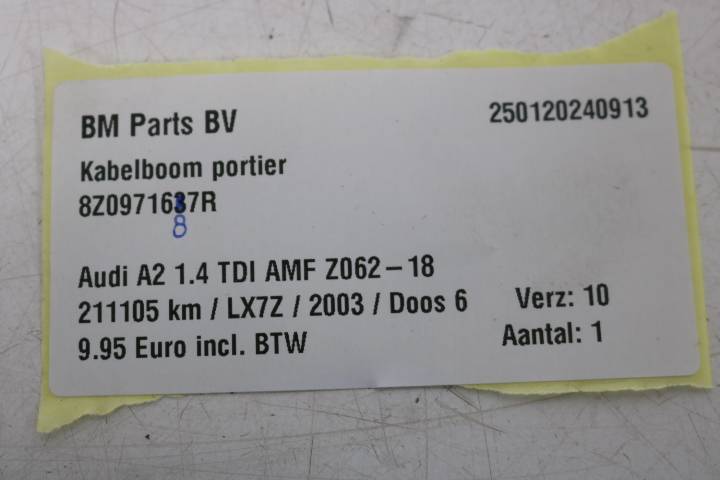 BM Parts BV
250120240913
Kabelboom portier
8Z0971637R
8
Audi A2 1.4 TDI AMF Z062-18
211105 km / LX7Z / 2003 / Doos 6
Verz: 10
9.95 Euro incl. BTW
Aantal: 1